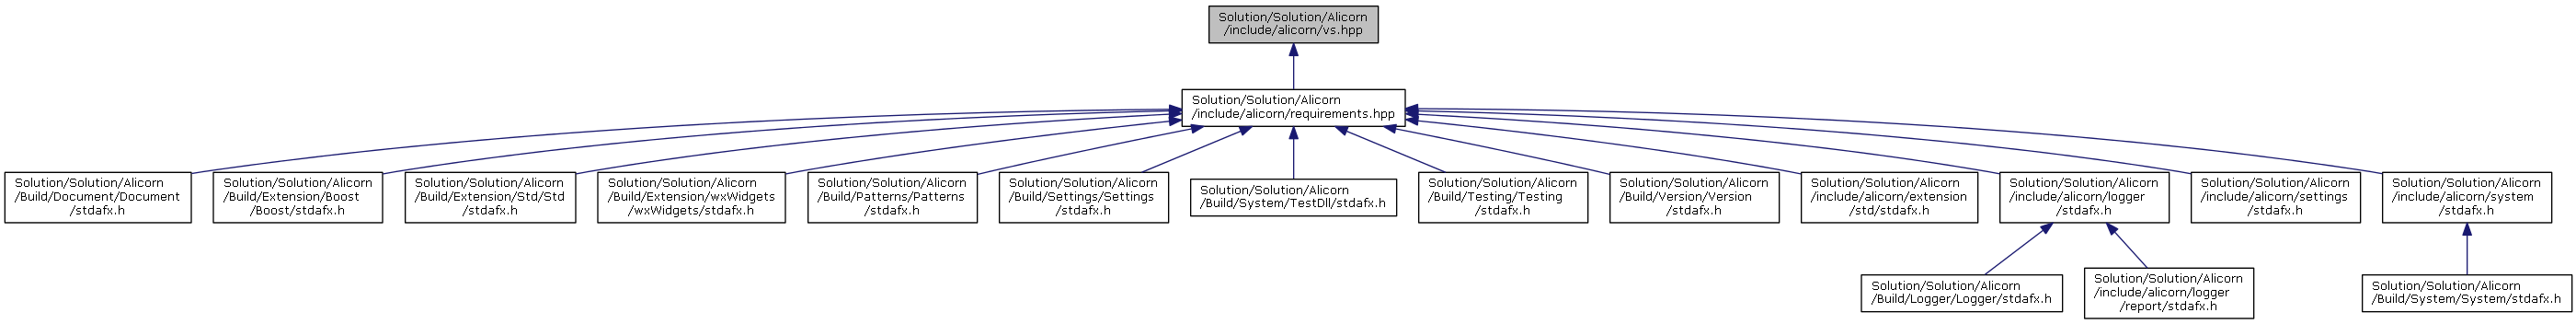 Solution/Solution/Alicorn
/include/alicorn/vs.hpp
Solution/Solution/Alicorn
/include/alicorn/requirements.hpp
Solution/Solution/Alicorn
/Build/Document/Document
/stdafx.h
Solution/Solution/Alicorn
/Build/Extension/Boost
/Boost/stdafx.h
Solution/Solution/Alicorn
/Build/Extension/Std/Std
/stdafx.h
Solution/Solution/Alicorn
/Build/Extension/wxWidgets
/wxWidgets/stdafx.h
Solution/Solution/Alicorn
/Build/Patterns/Patterns
/stdafx.h
Solution/Solution/Alicorn
/Build/Settings/Settings
/stdafx.h
Solution/Solution/Alicorn
/Build/System/TestDll/stdafx.h
Solution/Solution/Alicorn
/Build/Testing/Testing
/stdafx.h
Solution/Solution/Alicorn
/Build/Version/Version
/stdafx.h
Solution/Solution/Alicorn
/include/alicorn/extension
/std/stdafx.h
Solution/Solution/Alicorn
/include/alicorn/logger
/stdafx.h
Solution/Solution/Alicorn
/include/alicorn/settings
/stdafx.h
Solution/Solution/Alicorn
/include/alicorn/system
/stdafx.h
Solution/Solution/Alicorn
/Build/Logger/Logger/stdafx.h
Solution/Solution/Alicorn
/include/alicorn/logger
/report/stdafx.h
Solution/Solution/Alicorn
/Build/System/System/stdafx.h